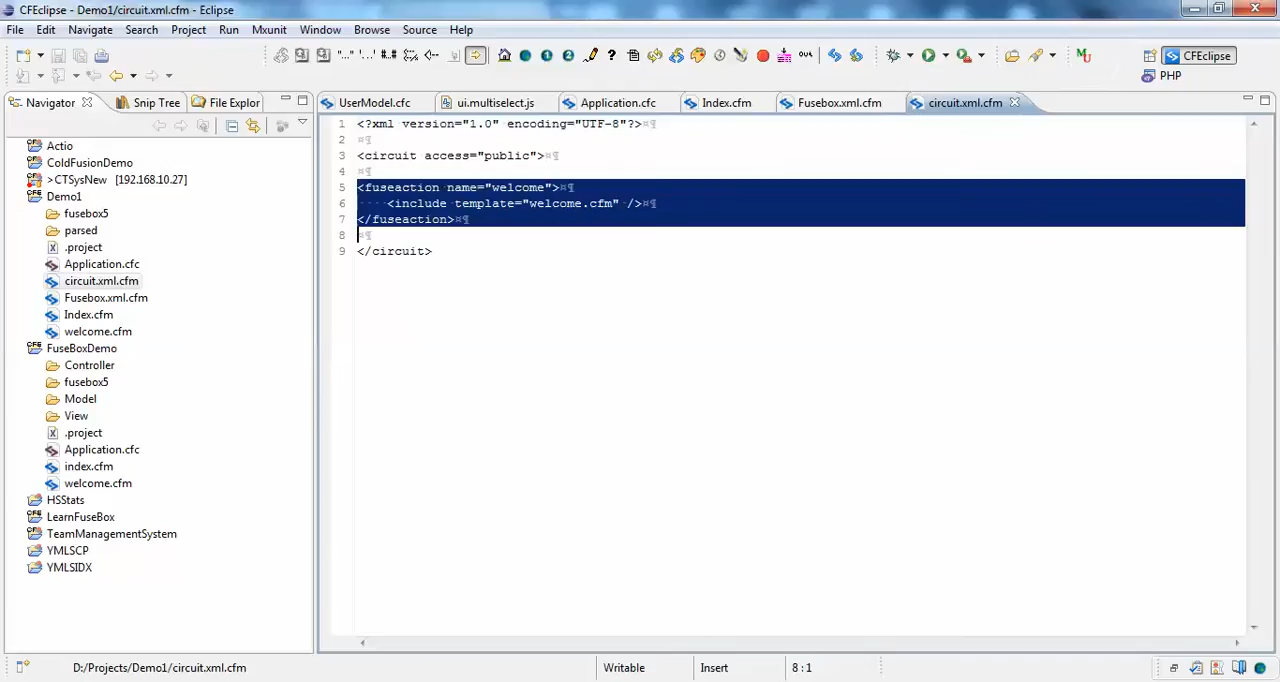 CFEclipse - Demo1/circuit.xml.cfm - Eclipse
File Edit Navigate Search Project Run Mxunit Window Browse Source Help
CFEclipse
PHP
Navigator Snip Tree File Explor
UserModel.cfc ui.multiselect.js Application.cfc Index.cfm Fusebox.xml.cfm circuit.xml.cfm
Actio
ColdFusionDemo
>CTSysNew [192.168.10.27]
Demo1
fusebox5
parsed
.project
Application.cfc
circuit.xml.cfm
Fusebox.xml.cfm
Index.cfm
welcome.cfm
FuseBoxDemo
Controller
fusebox5
Model
View
.project
Application.cfc
index.cfm
welcome.cfm
HSStats
LearnFuseBox
TeamManagementSystem
YMLSCP
YMLSIDX
1 <?xml version="1.0" encoding="UTF-8"?>¤¶
2 ¤¶
3 <circuit access="public">¤¶
4 ¤¶
5 <fuseaction name="welcome">¤¶
6 <include template="welcome.cfm" />¤¶
7 </fuseaction>¤¶
8 ¤¶
9 </circuit>
D:/Projects/Demo1/circuit.xml.cfm Writable Insert 8 : 1